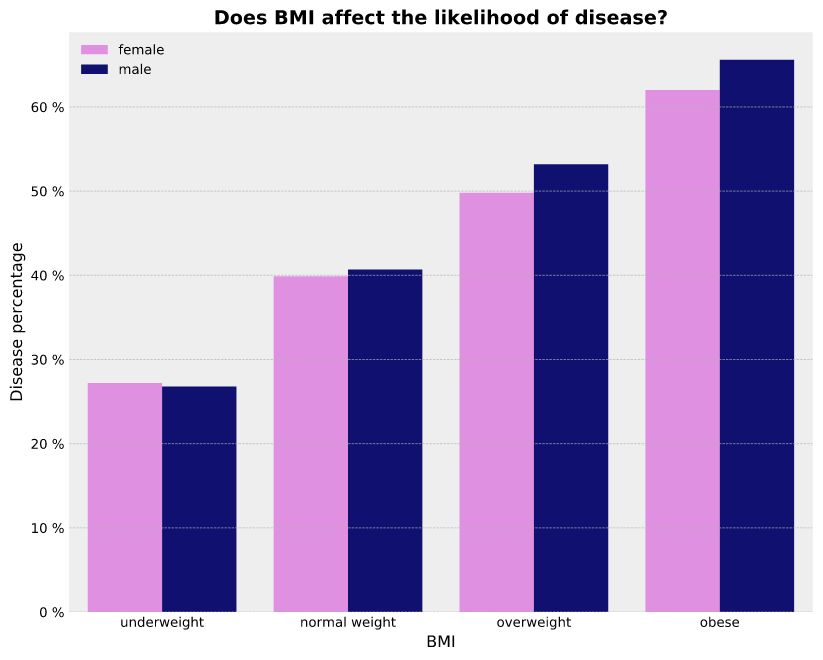 Does BMI affect the likelihood of disease?
female
male
60 %
50 %
40 %
30 %
20 %
10 %
0 %
Disease percentage
underweight
normal weight
overweight
obese
BMI